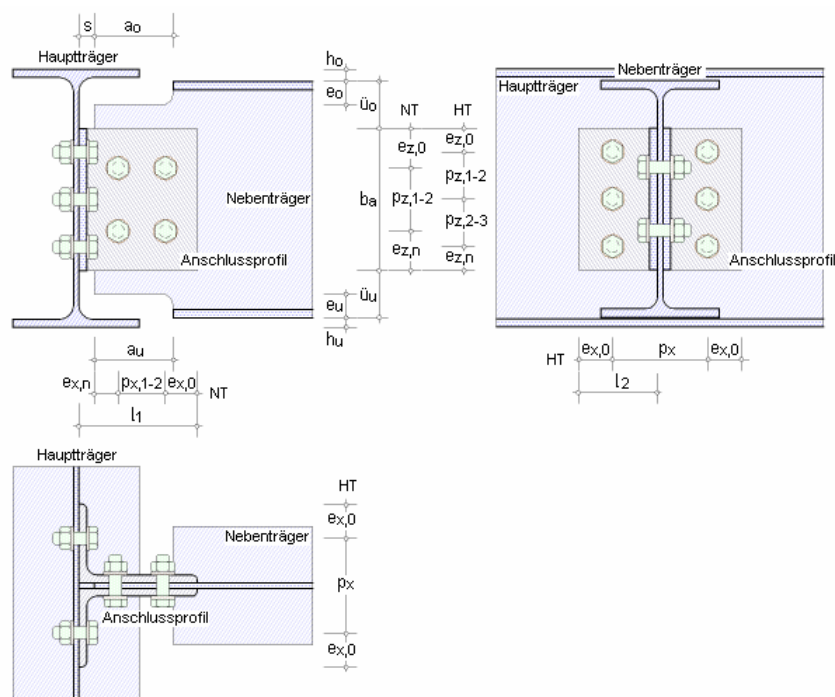 s ao
Hauptträger
Nebenträger
Anschlussprofil
ho
eo
üo
ba
üu
eu
hu
NT HT
ez,0 ez,0
pz,1-2 pz,1-2
pz,2-3
ez,n ez,n
au
ex,n px,1-2 ex,0 NT
l1
Nebenträger
Hauptträger
Anschlussprofil
HT ex,0 px ex,0
l2
Hauptträger
Nebenträger
Anschlussprofil
HT
ex,0
px
ex,0